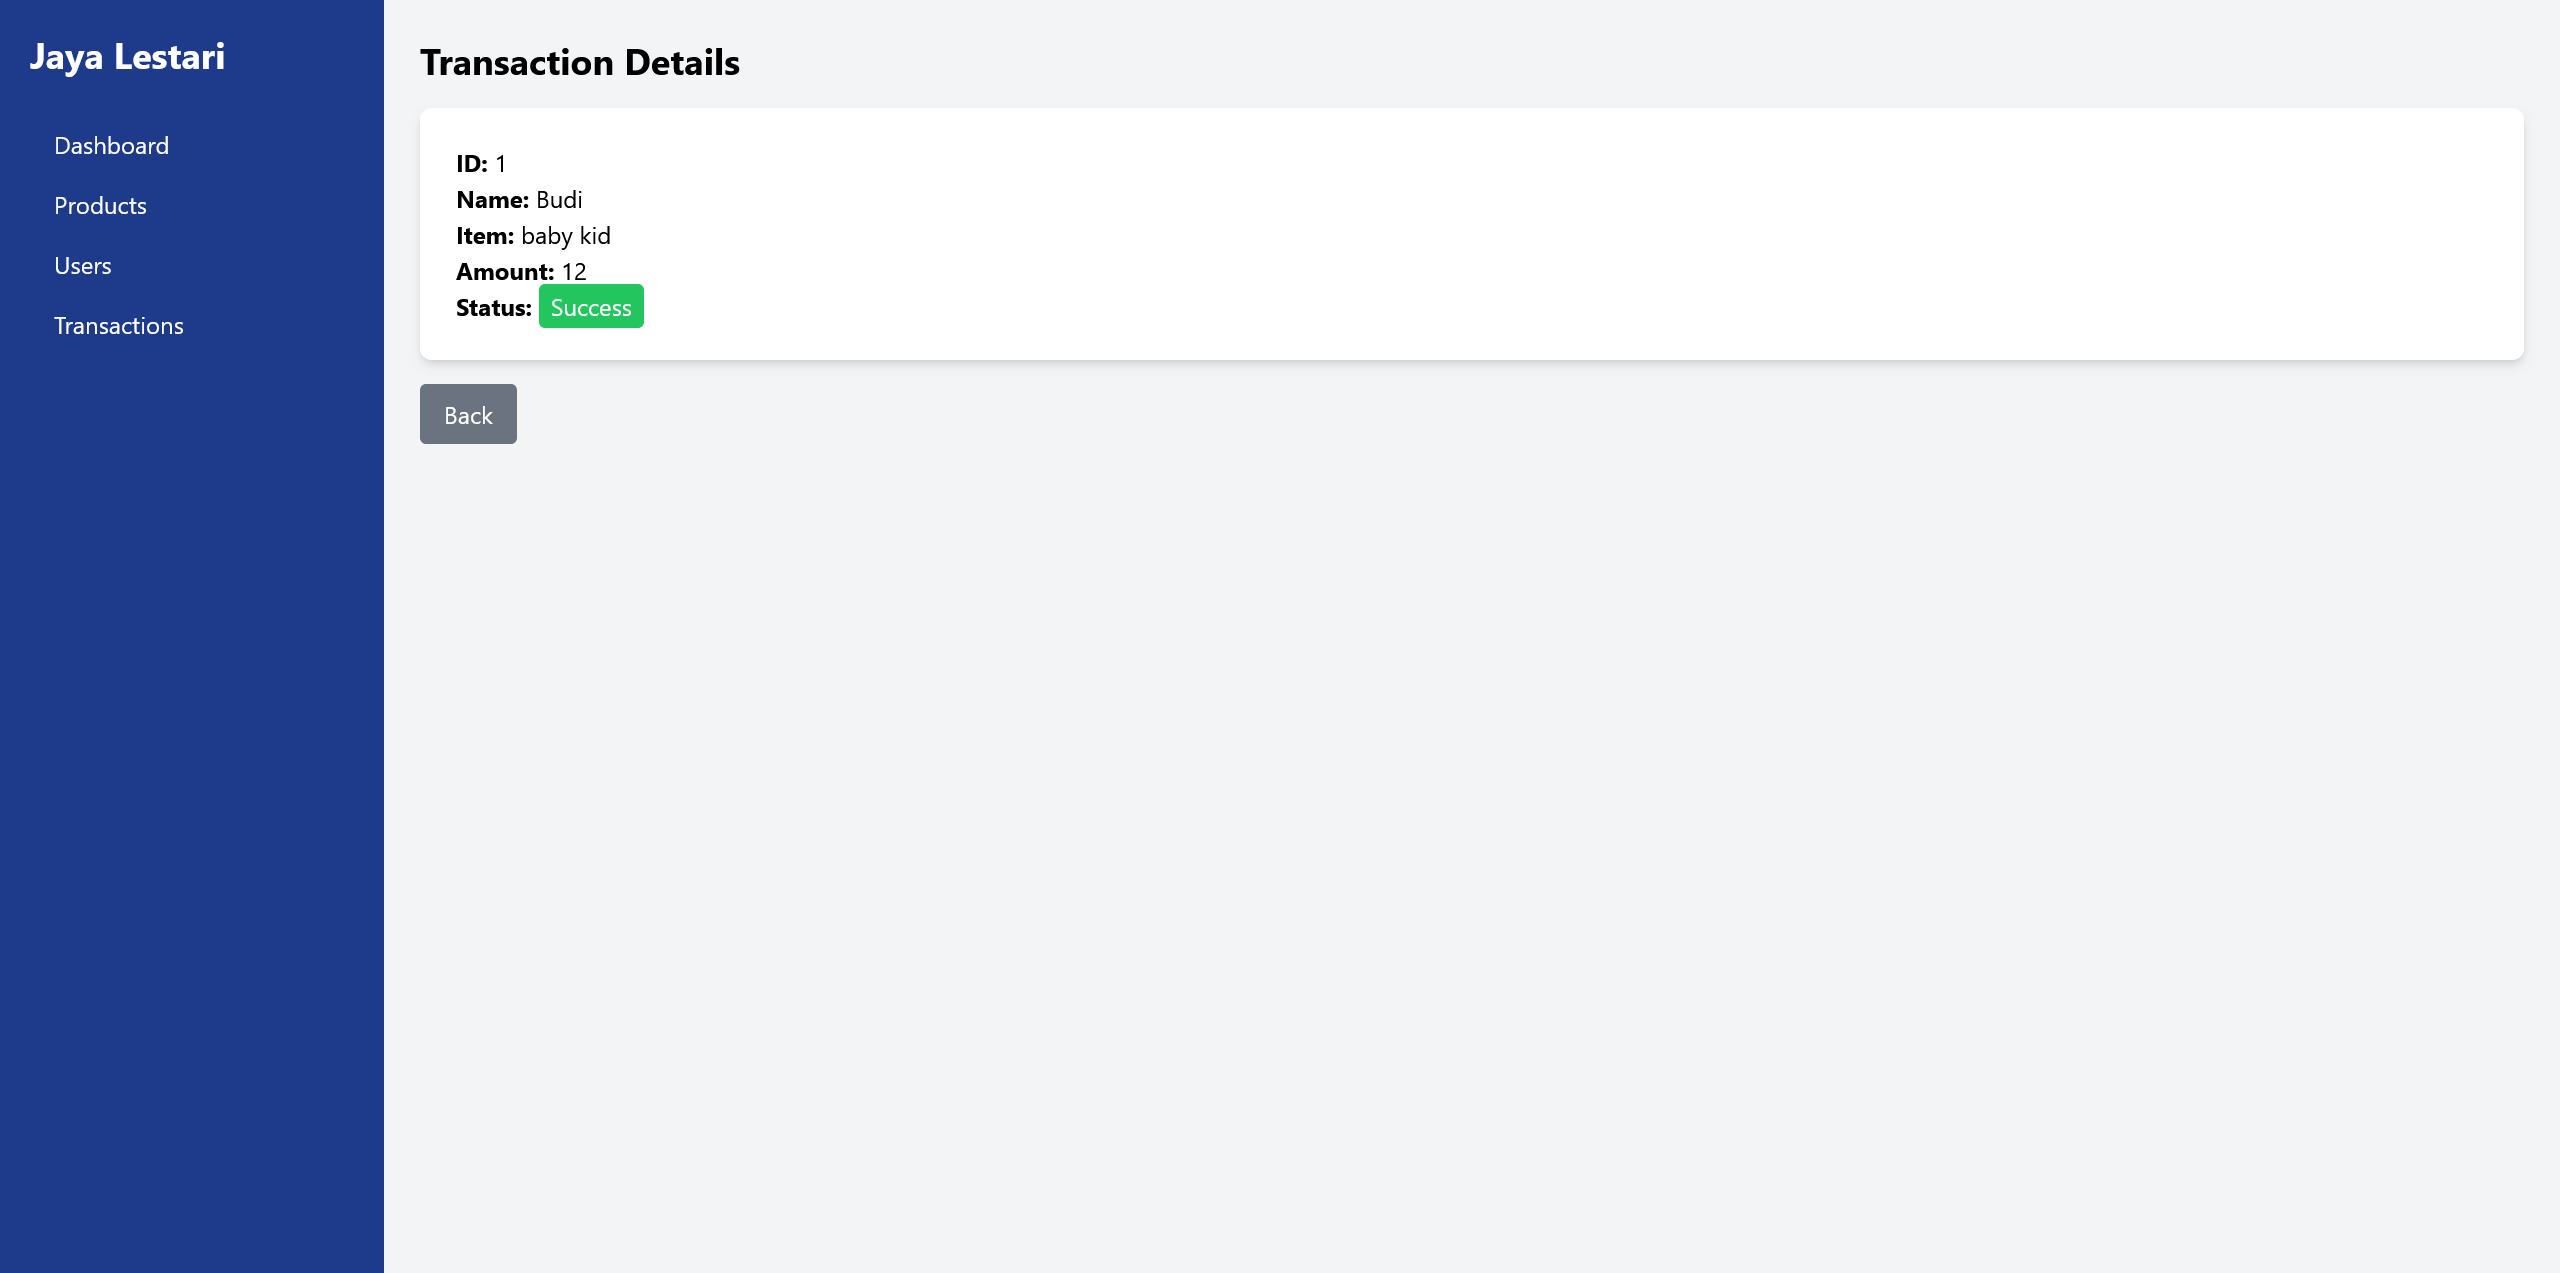 Jaya Lestari
Dashboard
Products
Users
Transactions
Transaction Details
ID: 1
Name: Budi
Item: baby kid
Amount: 12
Status: Success
Back